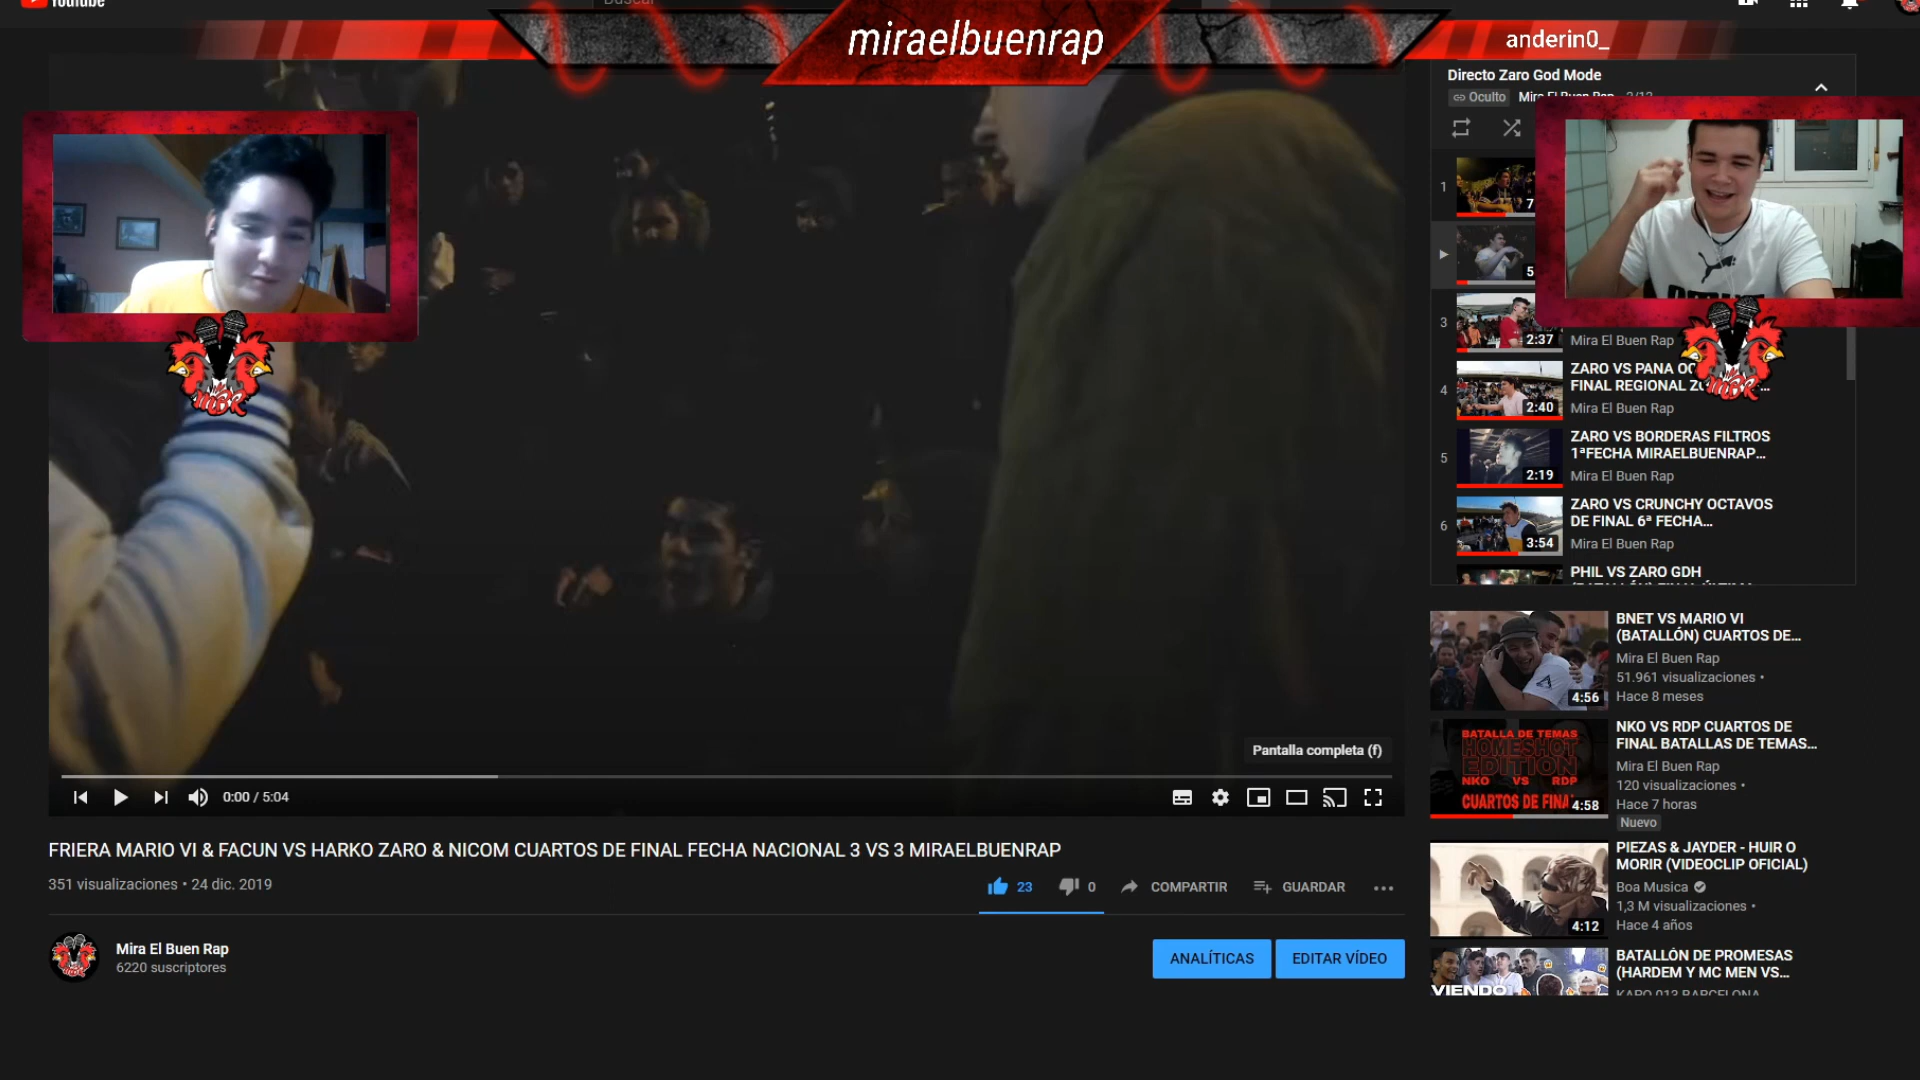 YouTube
Buscar
miraelbuenrap
anderin0_
Directo Zaro God Mode
Oculto
1
7
5
3
2:37
Mira El Buen Rap
4
2:40
ZARO VS PANA
FINAL REGIONAL
Mira El Buen Rap
5
2:19
ZARO VS BORDERAS FILTROS
1ªFECHA MIRAELBUENRAP...
Mira El Buen Rap
6
3:54
ZARO VS CRUNCHY OCTAVOS
DE FINAL 6ª FECHA...
Mira El Buen Rap
PHIL VS ZARO GDH
MBR
MBR
Pantalla completa (f)
0:00 / 5:04
FRIERA MARIO VI & FACUN VS HARKO ZARO & NICOM CUARTOS DE FINAL FECHA NACIONAL 3 VS 3 MIRAELBUENRAP
351 visualizaciones • 24 dic. 2019
23
0
COMPARTIR
GUARDAR
Mira El Buen Rap
6220 suscriptores
ANALÍTICAS
EDITAR VÍDEO
4:56
BNET VS MARIO VI
(BATALLÓN) CUARTOS DE...
Mira El Buen Rap
51.961 visualizaciones •
Hace 8 meses
BATALLA DE TEMAS
HOMESHOT
EDITION
NKO VS RDP
CUARTOS DE FINA
4:58
NKO VS RDP CUARTOS DE
FINAL BATALLAS DE TEMAS...
Mira El Buen Rap
120 visualizaciones •
Hace 7 horas
Nuevo
4:12
PIEZAS & JAYDER - HUIR O
MORIR (VIDEOCLIP OFICIAL)
Boa Musica
1,3 M visualizaciones •
Hace 4 años
VIENDO
BATALLÓN DE PROMESAS
(HARDEM Y MC MEN VS...
KARO 013 BARCELONA